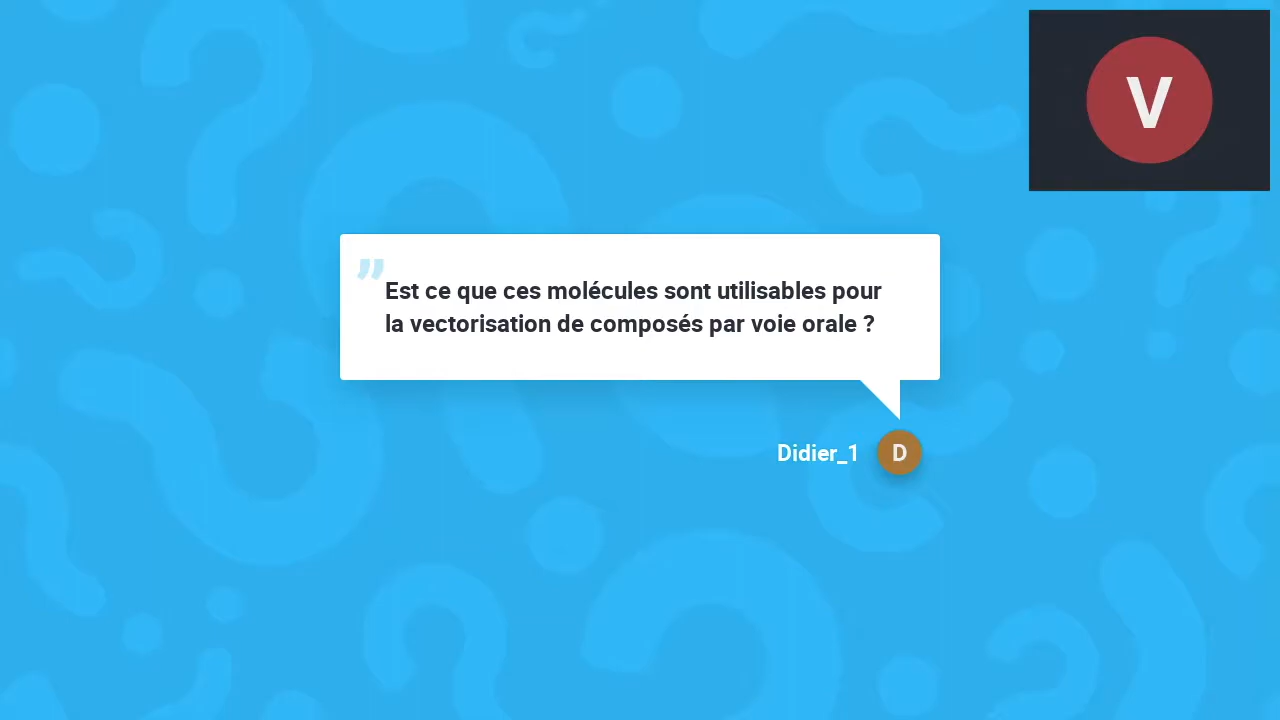 V
Est ce que ces molécules sont utilisables pour
la vectorisation de composés par voie orale ?
Didier_1
D